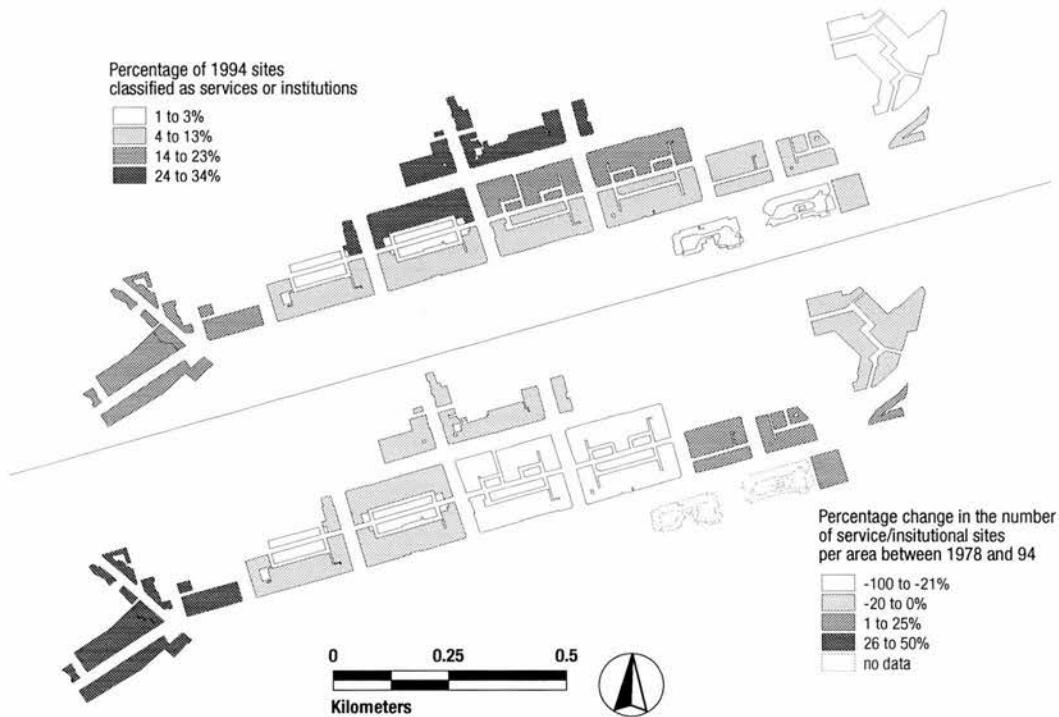 Percentage of 1994 sites
classified as services or institutions
1 to 3%
4 to 13%
14 to 23%
24 to 34%
Percentage change in the number
of service/insitutional sites
per area between 1978 and 94
-100 to -21%
-20 to 0%
1 to 25%
26 to 50%
no data
0 0.25 0.5
Kilometers